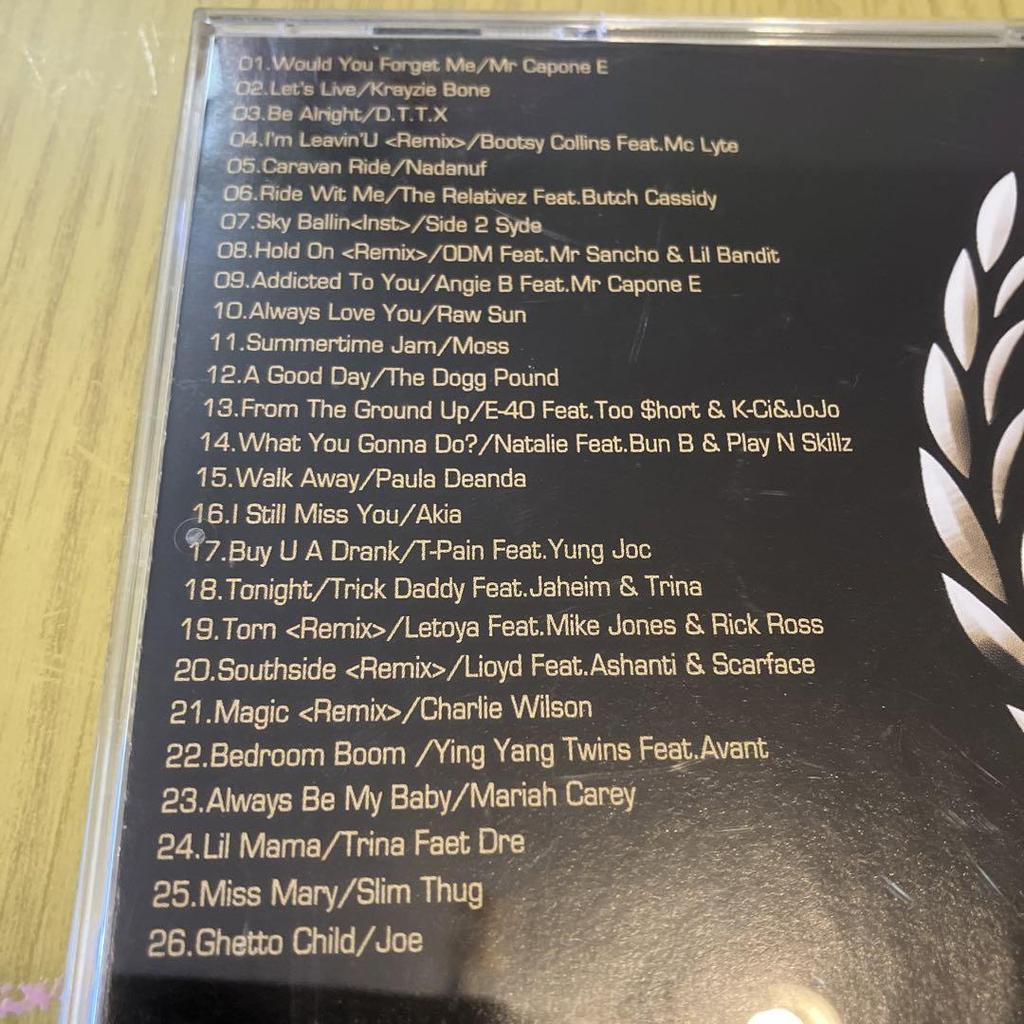 01.Would You Forget Me/Mr Capone E
02.Let's Live/Krayzie Bone
03.Be Alright/D.T.T.X
04.I'm Leavin'U <Remix>/Bootsy Collins Feat.Mc Lyte
05.Caravan Ride/Nadanuf
06.Ride Wit Me/The Relativez Feat.Butch Cassidy
07.Sky Ballin<Inst>/Side 2 Syde
08.Hold On <Remix>/ODM Feat.Mr Sancho & Lil Bandit
09.Addicted To You/Angie B Feat.Mr Capone E
10.Always Love You/Raw Sun
11.Summertime Jam/Moss
12.A Good Day/The Dogg Pound
13.From The Ground Up/E-40 Feat.Too $hort & K-Ci&JoJo
14.What You Gonna Do?/Natalie Feat.Bun B & Play N Skillz
15.Walk Away/Paula Deanda
16.I Still Miss You/Akia
17.Buy U A Drank/T-Pain Feat.Yung Joc
18.Tonight/Trick Daddy Feat.Jaheim & Trina
19.Torn <Remix>/Letoya Feat.Mike Jones & Rick Ross
20.Southside <Remix>/Lioyd Feat.Ashanti & Scarface
21.Magic <Remix>/Charlie Wilson
22.Bedroom Boom /Ying Yang Twins Feat.Avant
23.Always Be My Baby/Mariah Carey
24.Lil Mama/Trina Faet Dre
25.Miss Mary/Slim Thug
26.Ghetto Child/Joe